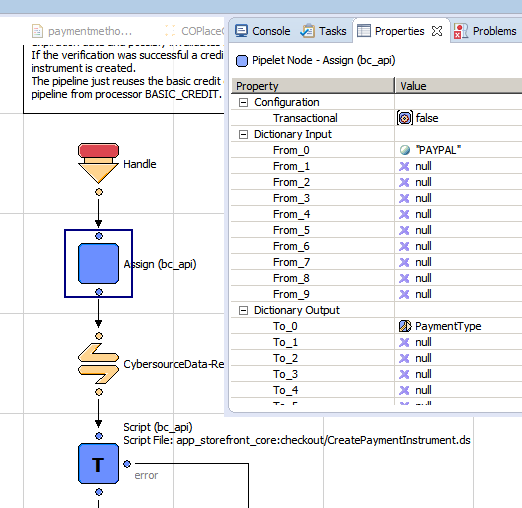 paymentmetho...
COPlaceO
Console
Tasks
Properties
Problems
If the verification was successful a credi
instrument is created.
The pipeline just reuses the basic credit
pipeline from processor BASIC_CREDIT.
Handle
Assign (bc_api)
CybersourceData-Re
Script (bc_api)
Script File: app_storefront_core:checkout/CreatePaymentInstrument.ds
T
error
Pipelet Node - Assign (bc_api)
Property Value
Configuration
Transactional false
Dictionary Input
From_0 "PAYPAL"
From_1 null
From_2 null
From_3 null
From_4 null
From_5 null
From_6 null
From_7 null
From_8 null
From_9 null
Dictionary Output
To_0 PaymentType
To_1 null
To_2 null
To_3 null
To_4 null